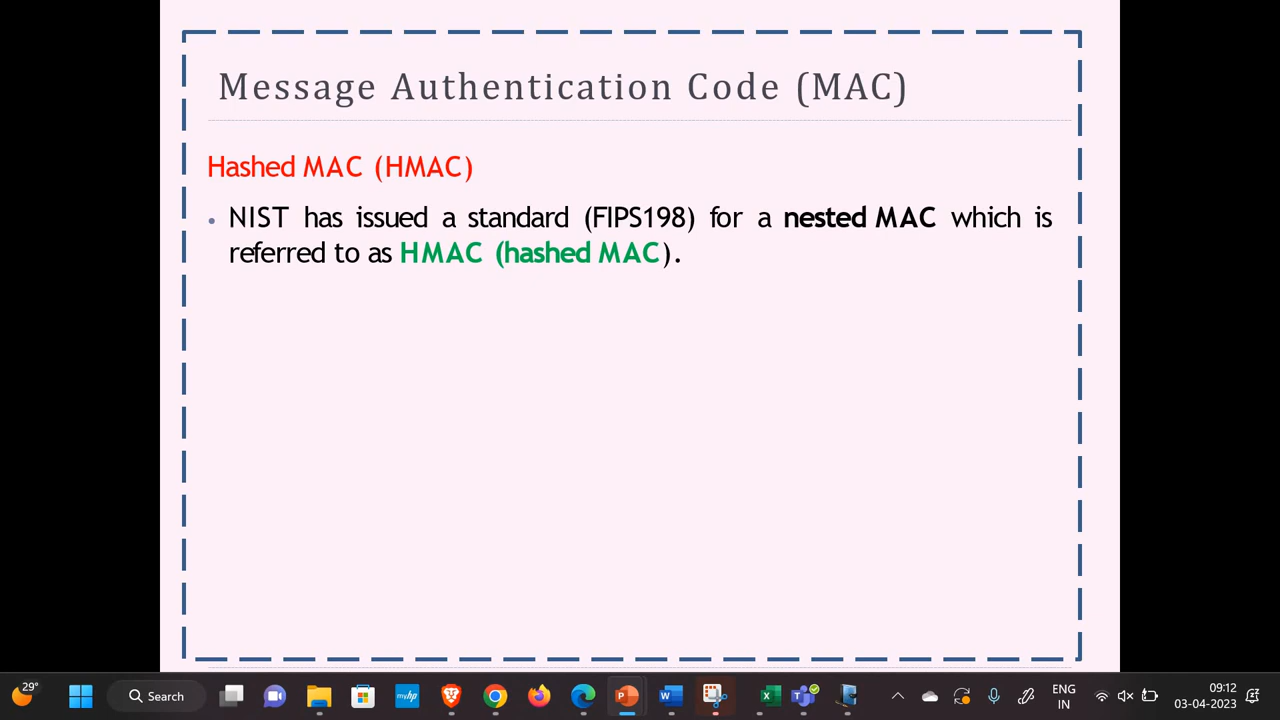 Message Authentication Code (MAC)
Hashed MAC (HMAC)
• NIST has issued a standard (FIPS198) for a nested MAC which is
referred to as HMAC (hashed MAC).
29°
Search
myhp
ENG
IN
09:12
03-04-2023